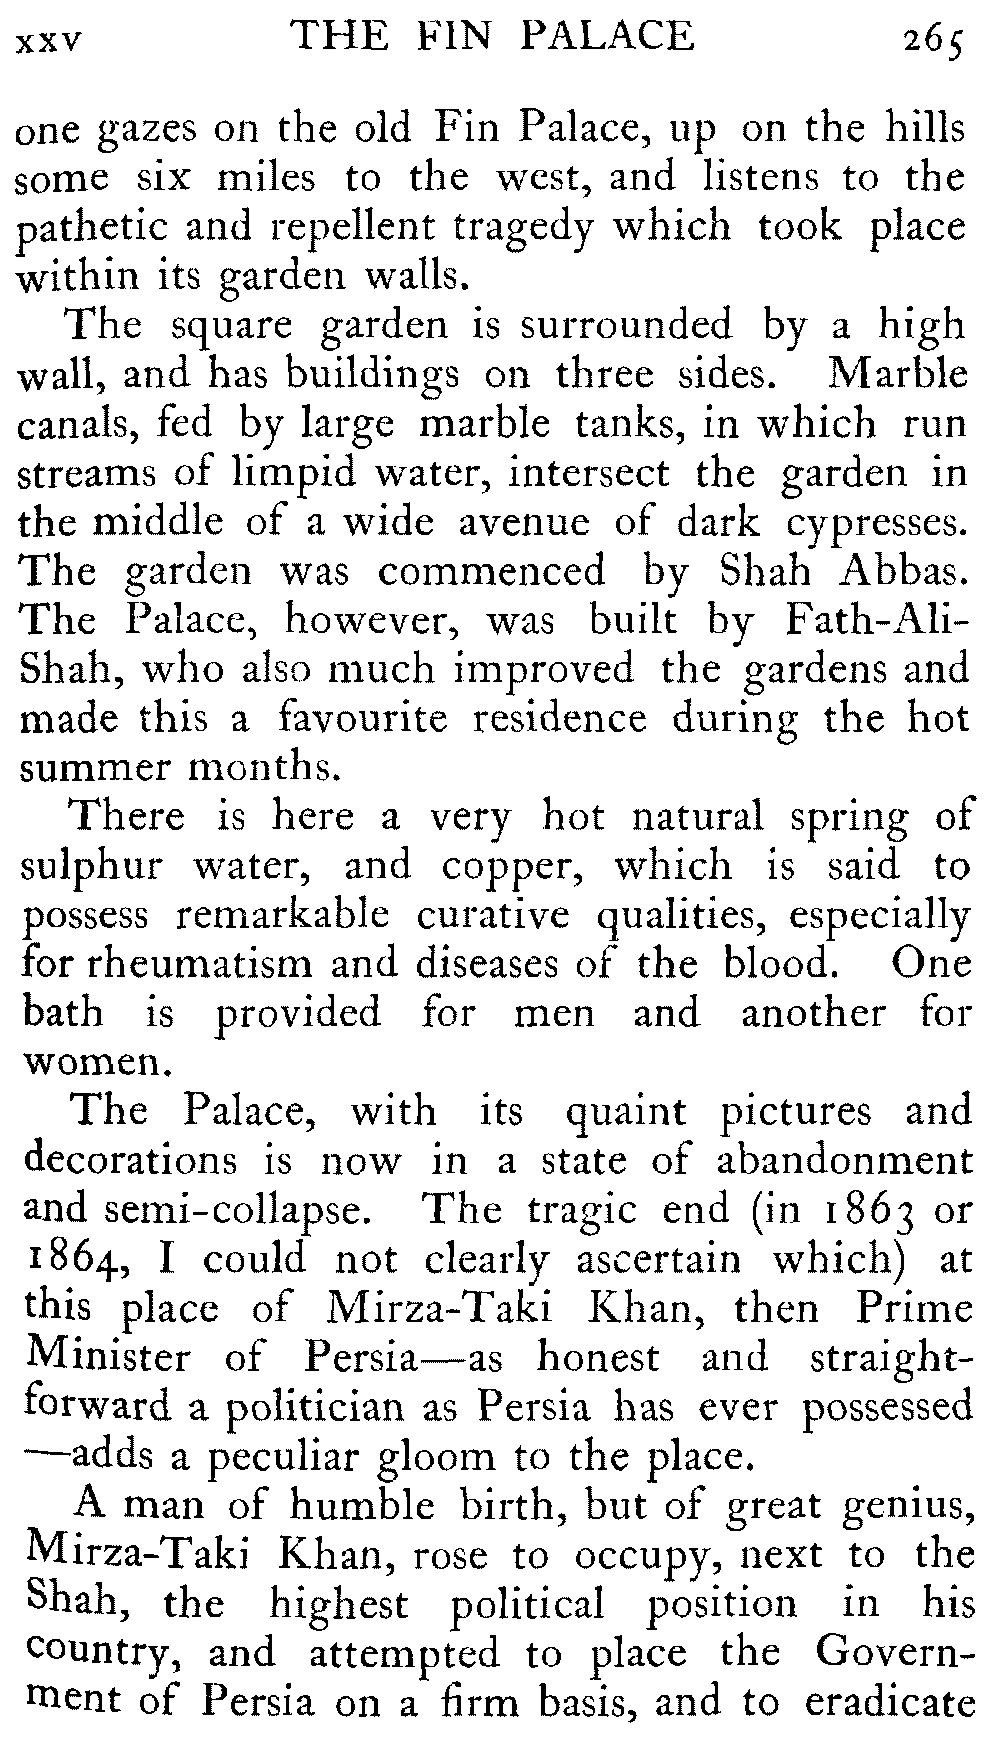 xxv THE FIN PALACE 265
one gazes on the old Fin Palace, up on the hills
some six miles to the west, and listens to the
pathetic and repellent tragedy which took place
within its garden walls.
The square garden is surrounded by a high
wall, and has buildings on three sides. Marble
canals, fed by large marble tanks, in which run
streams of limpid water, intersect the garden in
the middle of a wide avenue of dark cypresses.
The garden was commenced by Shah Abbas.
The Palace, however, was built by Fath-Ali-
Shah, who also much improved the gardens and
made this a favourite residence during the hot
summer months.
There is here a very hot natural spring of
sulphur water, and copper, which is said to
possess remarkable curative qualities, especially
for rheumatism and diseases of the blood. One
bath is provided for men and another for
women.
The Palace, with its quaint pictures and
decorations is now in a state of abandonment
and semi-collapse. The tragic end (in 1863 or
1864, I could not clearly ascertain which) at
this place of Mirza-Taki Khan, then Prime
Minister of Persia—as honest and straight-
forward a politician as Persia has ever possessed
—adds a peculiar gloom to the place.
A man of humble birth, but of great genius,
Mirza-Taki Khan, rose to occupy, next to the
Shah, the highest political position in his
country, and attempted to place the Govern-
ment of Persia on a firm basis, and to eradicate